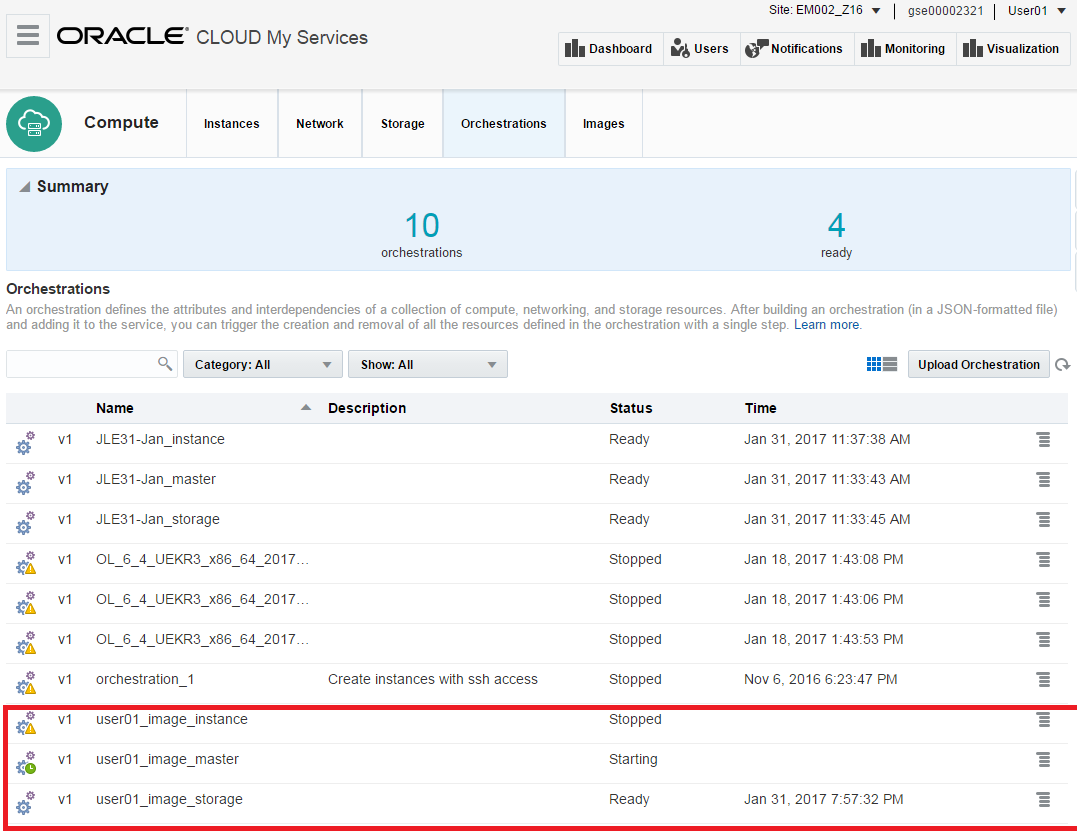 Site: EM002_Z16 gse00002321 User01
ORACLE® CLOUD My Services
Dashboard Users Notifications Monitoring Visualization
Compute Instances Network Storage Orchestrations Images
Summary
10 4
orchestrations ready
Orchestrations
An orchestration defines the attributes and interdependencies of a collection of compute, networking, and storage resources. After building an orchestration (in a JSON-formatted file)
and adding it to the service, you can trigger the creation and removal of all the resources defined in the orchestration with a single step. Learn more.
Category: All Show: All Upload Orchestration
Name Description Status Time
v1 JLE31-Jan_instance Ready Jan 31, 2017 11:37:38 AM
v1 JLE31-Jan_master Ready Jan 31, 2017 11:33:43 AM
v1 JLE31-Jan_storage Ready Jan 31, 2017 11:33:45 AM
v1 OL_6_4_UEKR3_x86_64_2017... Stopped Jan 18, 2017 1:43:08 PM
v1 OL_6_4_UEKR3_x86_64_2017... Stopped Jan 18, 2017 1:43:06 PM
v1 OL_6_4_UEKR3_x86_64_2017... Stopped Jan 18, 2017 1:43:53 PM
v1 orchestration_1 Create instances with ssh access Stopped Nov 6, 2016 6:23:47 PM
v1 user01_image_instance Stopped
v1 user01_image_master Starting
v1 user01_image_storage Ready Jan 31, 2017 7:57:32 PM